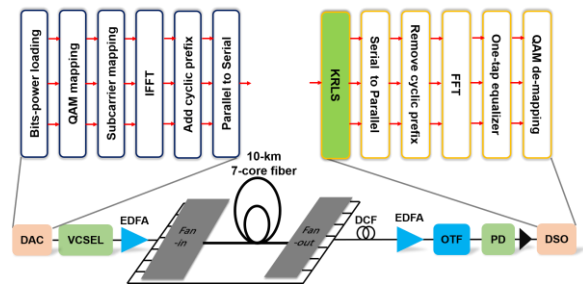 Bits-power loading
QAM mapping
Subcarrier mapping
IFFT
Add cyclic prefix
Parallel to Serial
KRLS
Serial to Parallel
Remove cyclic prefix
FFT
One-tap equalizer
QAM de-mapping
10-km
7-core fiber
DAC
VCSEL
EDFA
Fan
-in
Fan
-out
DCF
EDFA
OTF
PD
DSO